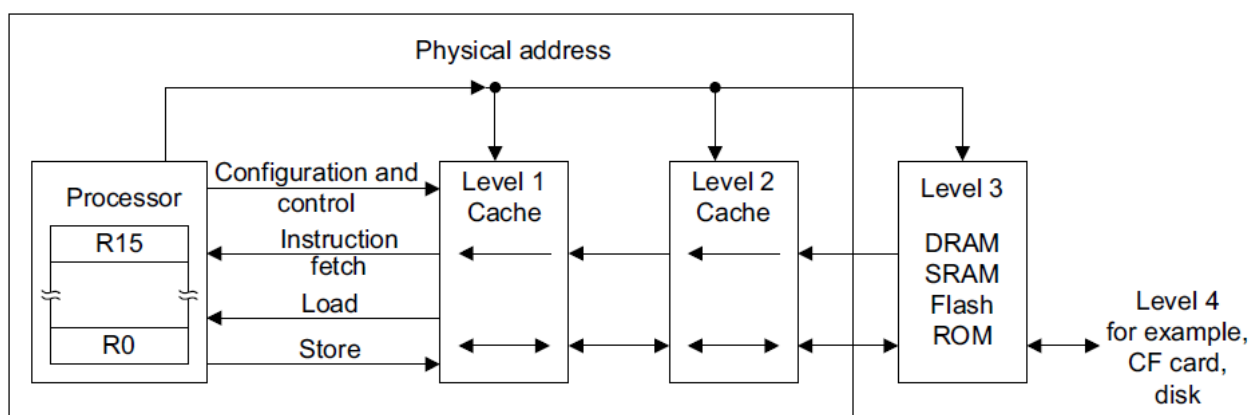 Physical address
Processor
R15
R0
Configuration and
control
Instruction
fetch
Load
Store
Level 1
Cache
Level 2
Cache
Level 3
DRAM
SRAM
Flash
ROM
Level 4
for example,
CF card,
disk